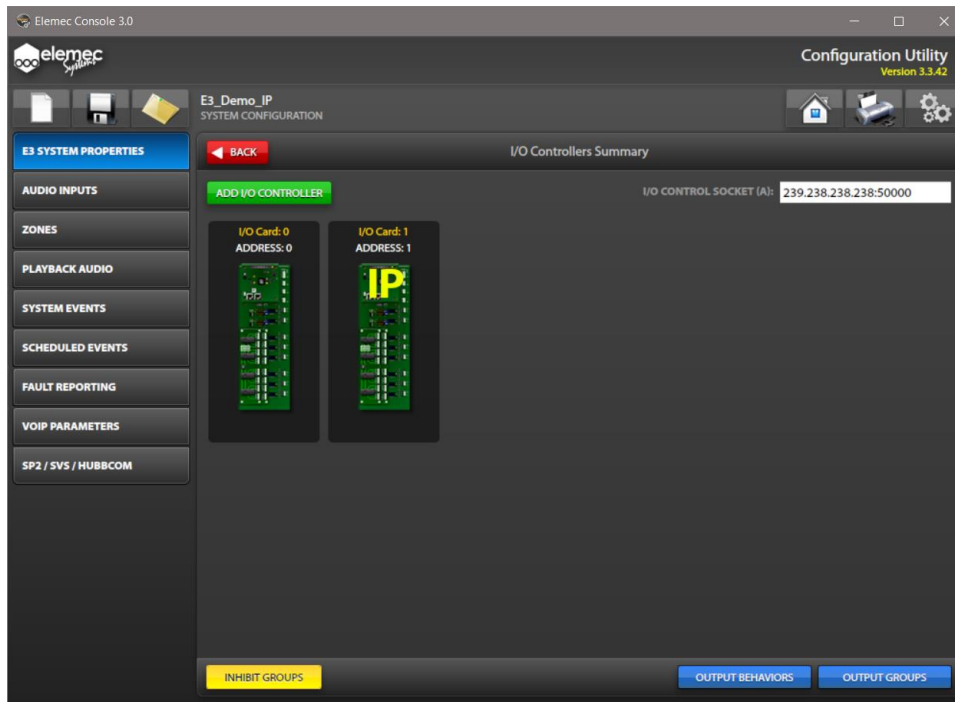 Elemec Console 3.0
elemec
Systems
Configuration Utility
Version 3.3.42
E3_Demo_IP
SYSTEM CONFIGURATION
E3 SYSTEM PROPERTIES
AUDIO INPUTS
ZONES
PLAYBACK AUDIO
SYSTEM EVENTS
SCHEDULED EVENTS
FAULT REPORTING
VOIP PARAMETERS
SP2 / SVS / HUBBCOM
BACK
I/O Controllers Summary
ADD I/O CONTROLLER
I/O CONTROL SOCKET (A): 239.238.238.238:50000
I/O Card: 0
ADDRESS: 0
I/O Card: 1
ADDRESS: 1
IP
INHIBIT GROUPS
OUTPUT BEHAVIORS
OUTPUT GROUPS